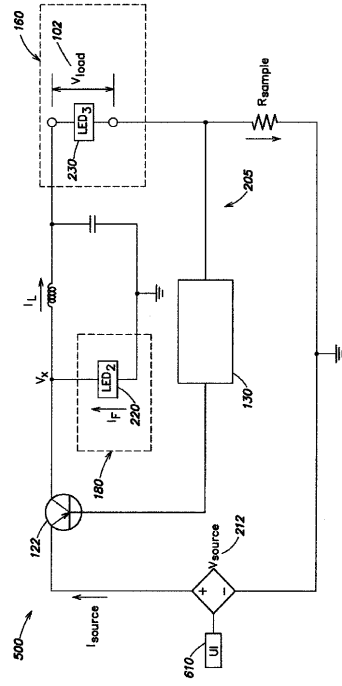 160
102
Vload
LED3
230
Rsample
205
IL
Vx
LED2
IF
220
180
130
122
Vsource
212
Isource
+
−
500
610
UI